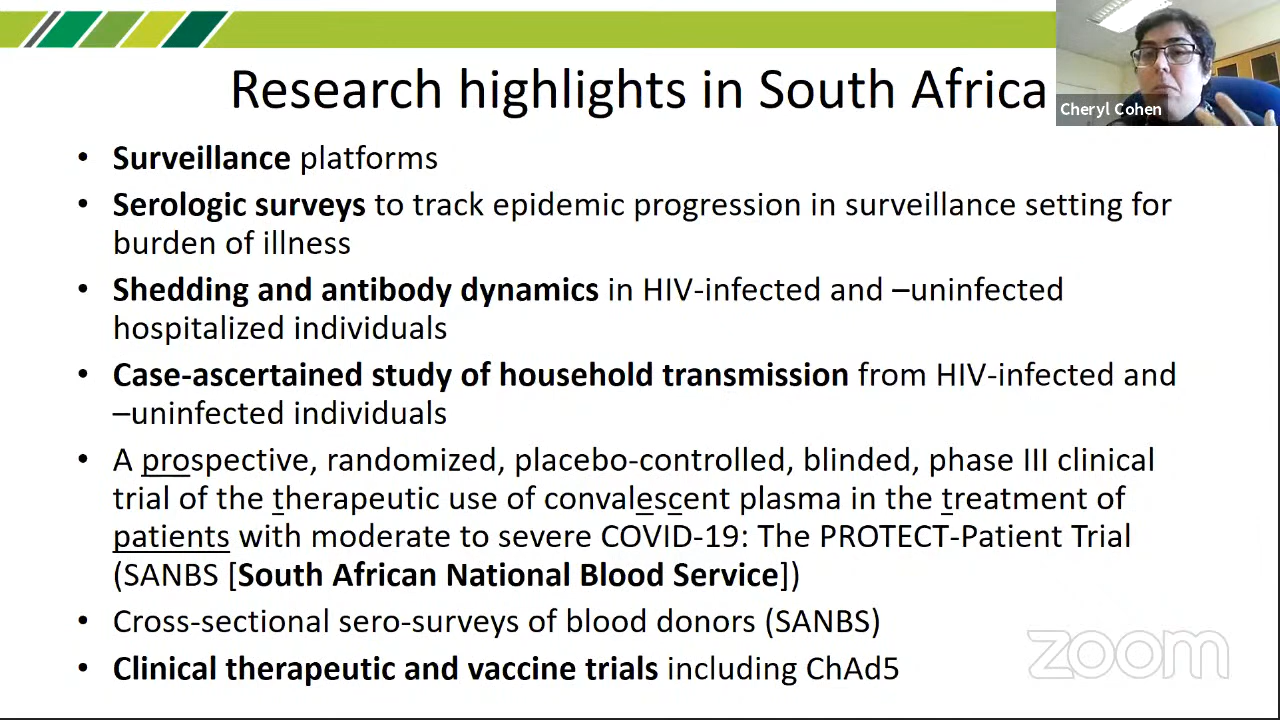 Research highlights in South Africa
Cheryl Cohen
• Surveillance platforms
• Serologic surveys to track epidemic progression in surveillance setting for
burden of illness
• Shedding and antibody dynamics in HIV-infected and –uninfected
hospitalized individuals
• Case-ascertained study of household transmission from HIV-infected and
–uninfected individuals
• A prospective, randomized, placebo-controlled, blinded, phase III clinical
trial of the therapeutic use of convalescent plasma in the treatment of
patients with moderate to severe COVID-19: The PROTECT-Patient Trial
(SANBS [South African National Blood Service])
• Cross-sectional sero-surveys of blood donors (SANBS)
• Clinical therapeutic and vaccine trials including ChAd5
zoom